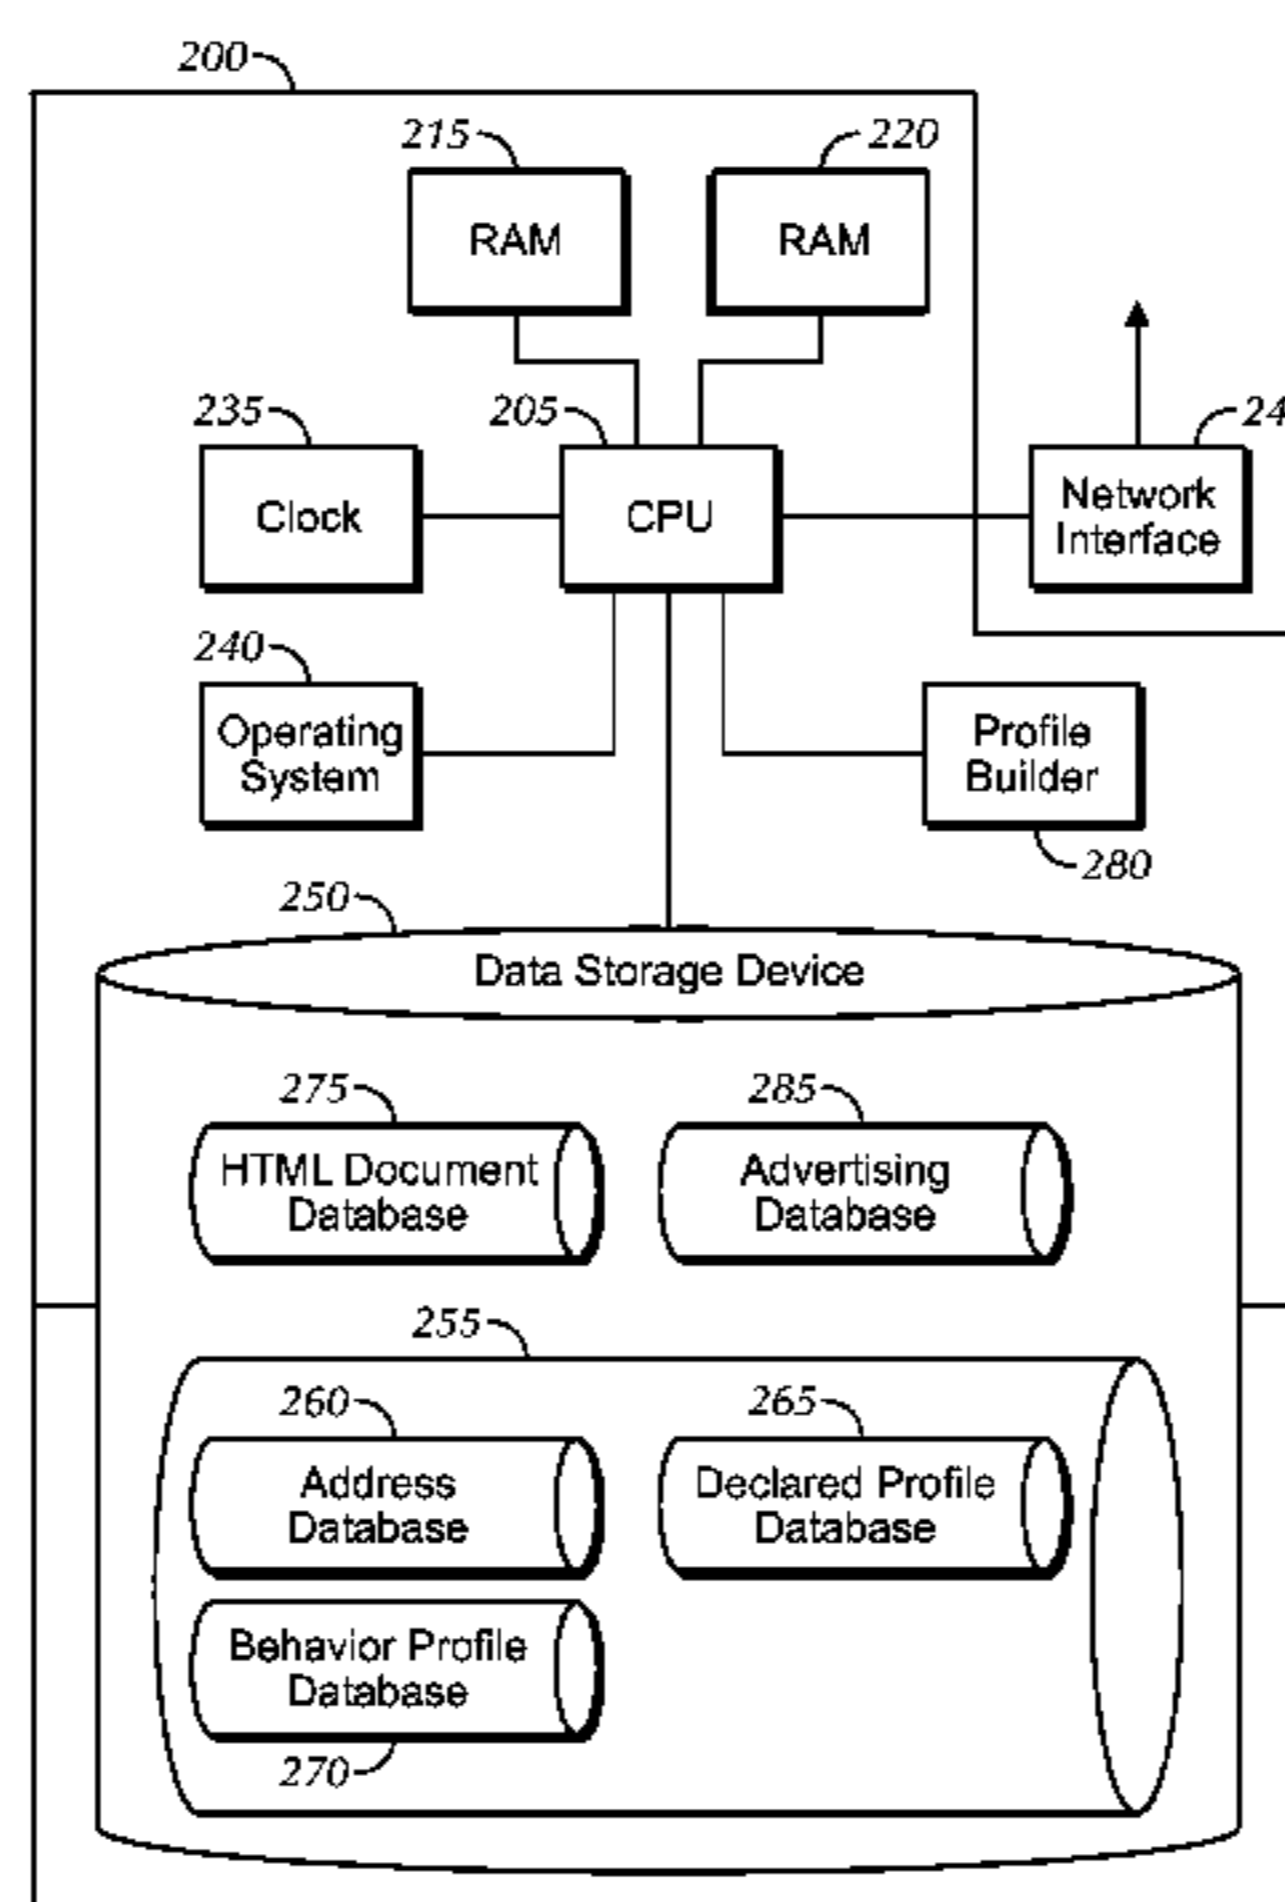 200
215
220
RAM
RAM
235
205
24
Clock
CPU
Network
Interface
240
Operating
System
Profile
Builder
280
250
Data Storage Device
275
285
HTML Document
Database
Advertising
Database
255
260
265
Address
Database
Declared Profile
Database
Behavior Profile
Database
270